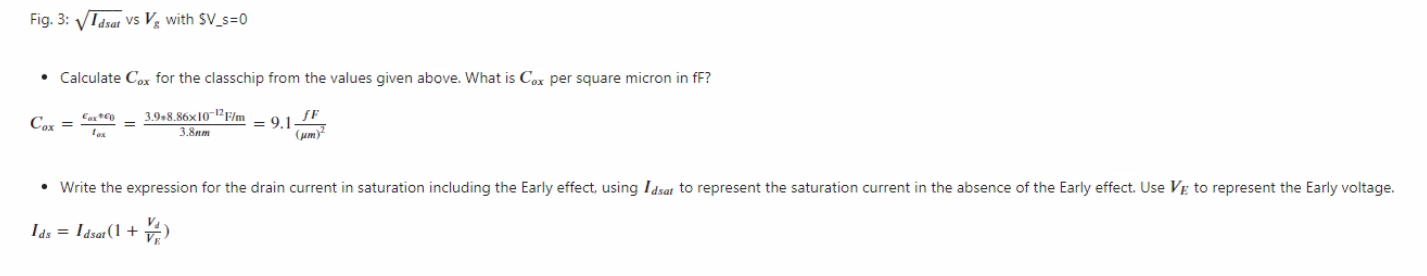 Fig. 3: $\sqrt{I_{dsat}}$ vs $V_g$ with $V_s=0
• Calculate $C_{ox}$ for the classchip from the values given above. What is $C_{ox}$ per square micron in fF?
$C_{ox} = \frac{\epsilon_{ox}*\epsilon_0}{t_{ox}} = \frac{3.9*8.86×10^{-12}F/m}{3.8nm} = 9.1\frac{fF}{(μm)^2}$
• Write the expression for the drain current in saturation including the Early effect, using $I_{dsat}$ to represent the saturation current in the absence of the Early effect. Use $V_E$ to represent the Early voltage.
$I_{ds} = I_{dsat}(1 + \frac{V_d}{V_E})$